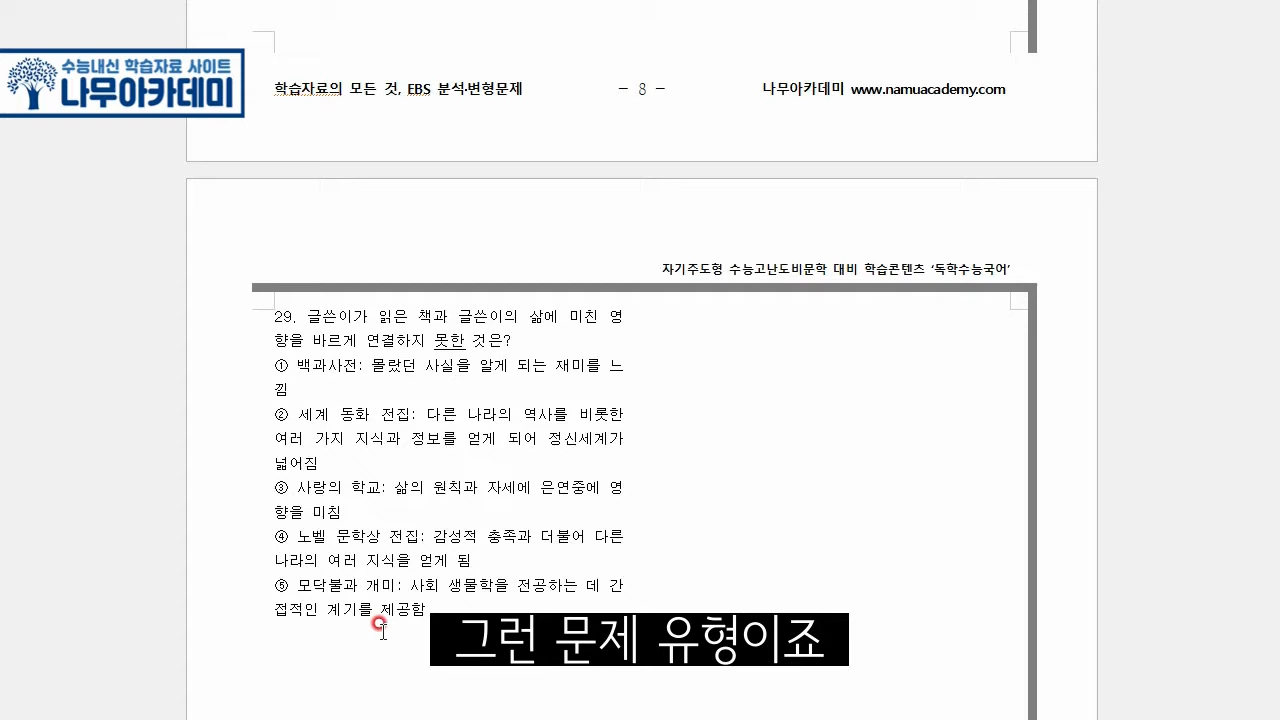 수능내신 학습자료 사이트
나무아카데미
학습자료의 모든 것, EBS 분석·변형문제
- 8 -
나무아카데미 www.namuacademy.com
자기주도형 수능고난도비문학 대비 학습콘텐츠 ‘독학수능국어’
29. 글쓴이가 읽은 책과 글쓴이의 삶에 미친 영
향을 바르게 연결하지 못한 것은?
① 백과사전: 몰랐던 사실을 알게 되는 재미를 느
낌
② 세계 동화 전집: 다른 나라의 역사를 비롯한
여러 가지 지식과 정보를 얻게 되어 정신세계가
넓어짐
③ 사랑의 학교: 삶의 원칙과 자세에 은연중에 영
향을 미침
④ 노벨 문학상 전집: 감성적 충족과 더불어 다른
나라의 여러 지식을 얻게 됨
⑤ 모닥불과 개미: 사회 생물학을 전공하는 데 간
접적인 계기를 제공함
그런 문제 유형이죠